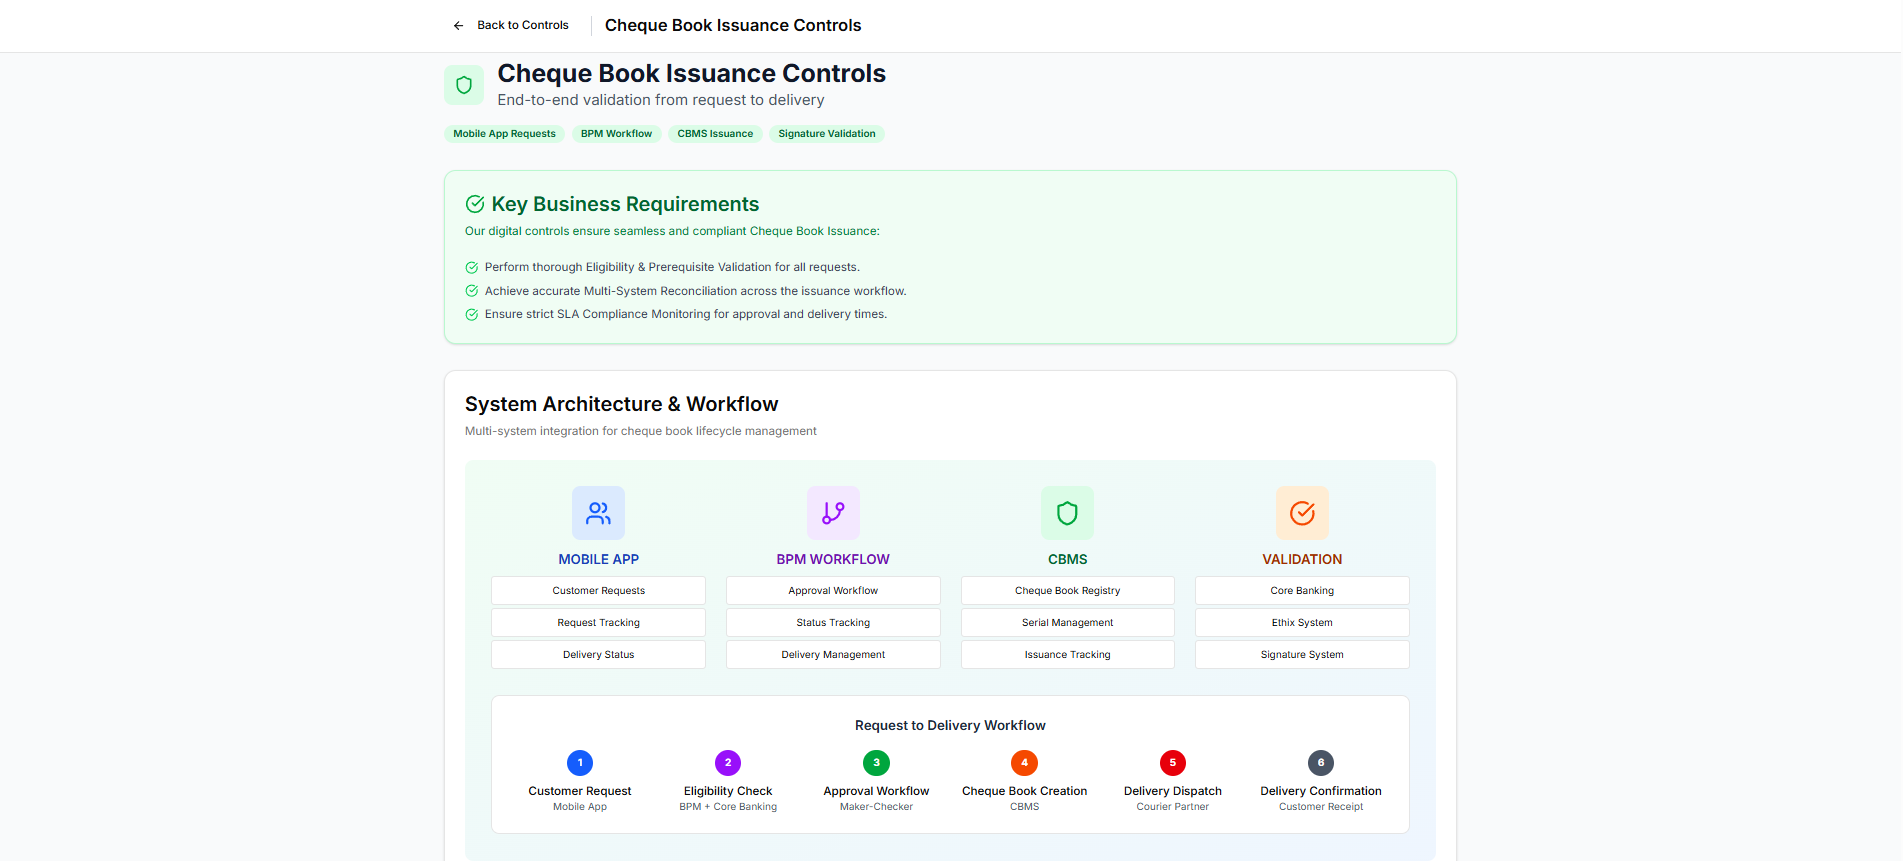 Back to Controls
Cheque Book Issuance Controls
Cheque Book Issuance Controls
End-to-end validation from request to delivery
Mobile App Requests
BPM Workflow
CBMS Issuance
Signature Validation
Key Business Requirements
Our digital controls ensure seamless and compliant Cheque Book Issuance:
Perform thorough Eligibility & Prerequisite Validation for all requests.
Achieve accurate Multi-System Reconciliation across the issuance workflow.
Ensure strict SLA Compliance Monitoring for approval and delivery times.
System Architecture & Workflow
Multi-system integration for cheque book lifecycle management
MOBILE APP
Customer Requests
Request Tracking
Delivery Status
BPM WORKFLOW
Approval Workflow
Status Tracking
Delivery Management
CBMS
Cheque Book Registry
Serial Management
Issuance Tracking
VALIDATION
Core Banking
Ethix System
Signature System
Request to Delivery Workflow
1
Customer Request
Mobile App
2
Eligibility Check
BPM + Core Banking
3
Approval Workflow
Maker-Checker
4
Cheque Book Creation
CBMS
5
Delivery Dispatch
Courier Partner
6
Delivery Confirmation
Customer Receipt